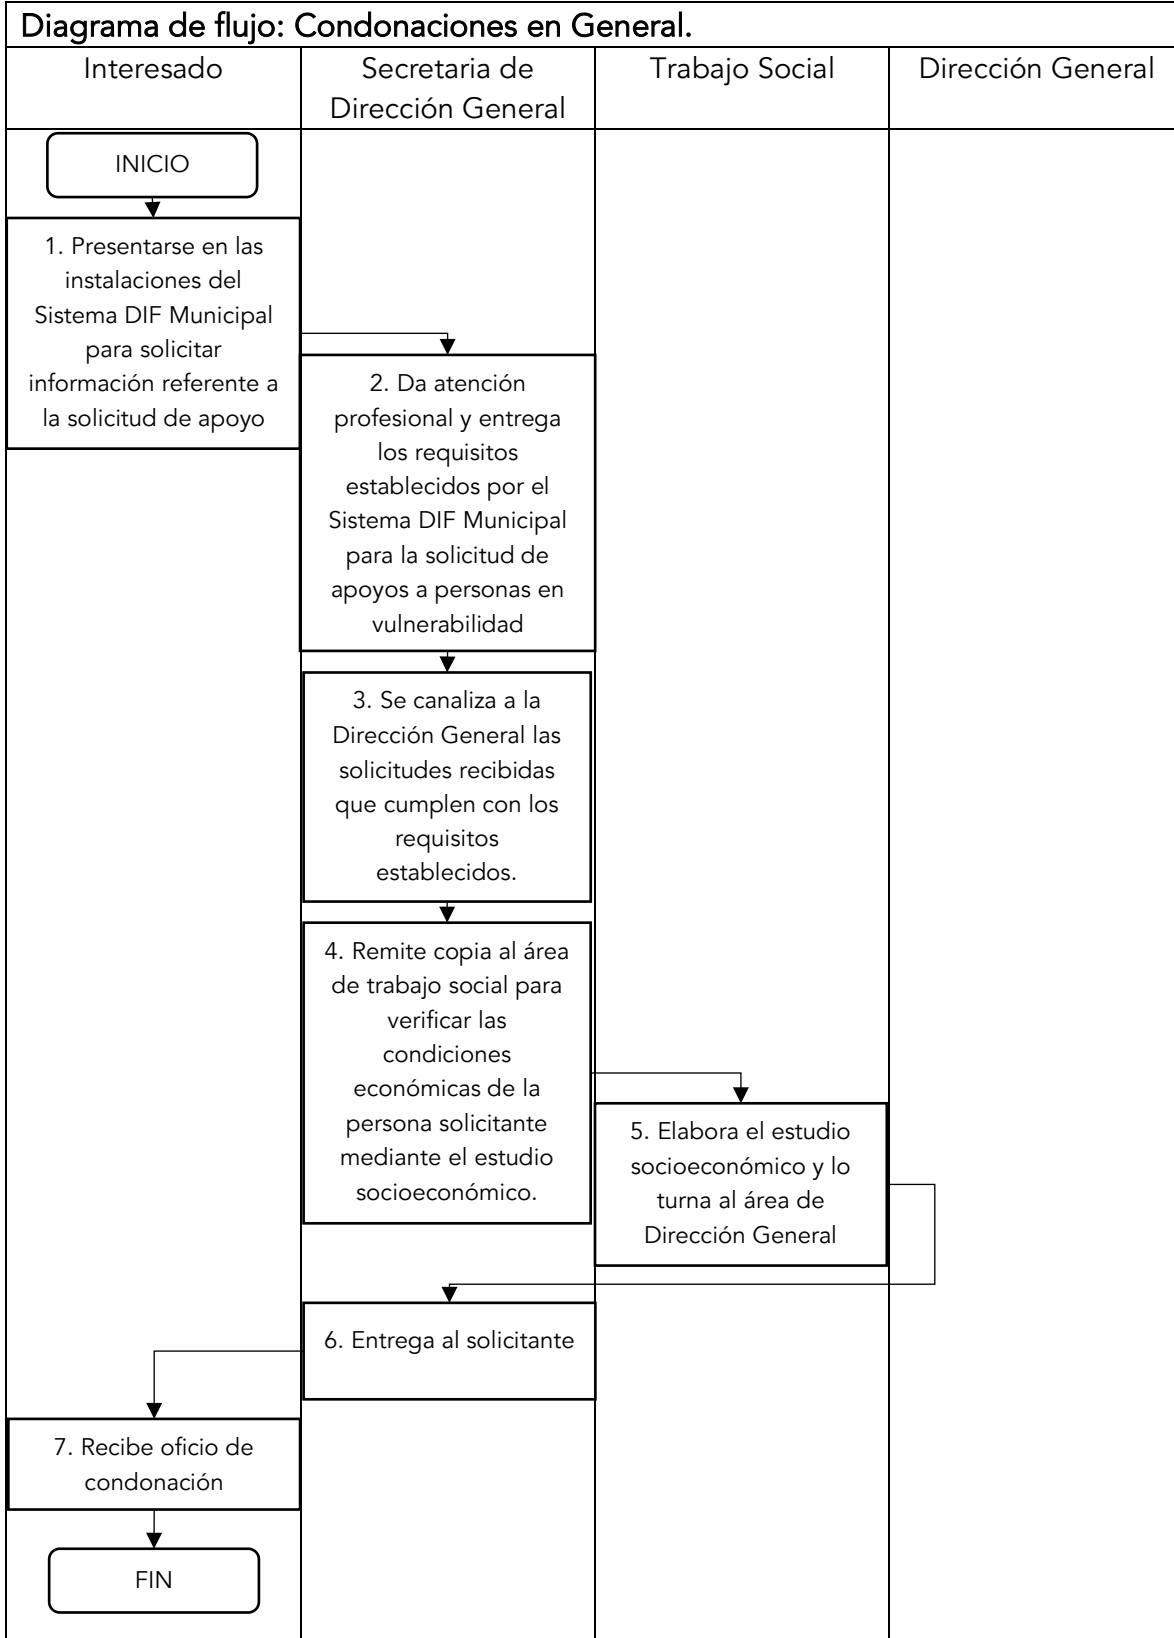 Diagrama de flujo: Condonaciones en General.
Interesado
Secretaria de
Dirección General
Trabajo Social
Dirección General
INICIO
1. Presentarse en las
instalaciones del
Sistema DIF Municipal
para solicitar
información referente a
la solicitud de apoyo
2. Da atención
profesional y entrega
los requisitos
establecidos por el
Sistema DIF Municipal
para la solicitud de
apoyos a personas en
vulnerabilidad
3. Se canaliza a la
Dirección General las
solicitudes recibidas
que cumplen con los
requisitos
establecidos.
4. Remite copia al área
de trabajo social para
verificar las
condiciones
económicas de la
persona solicitante
mediante el estudio
socioeconómico.
5. Elabora el estudio
socioeconómico y lo
turna al área de
Dirección General
6. Entrega al solicitante
7. Recibe oficio de
condonación
FIN